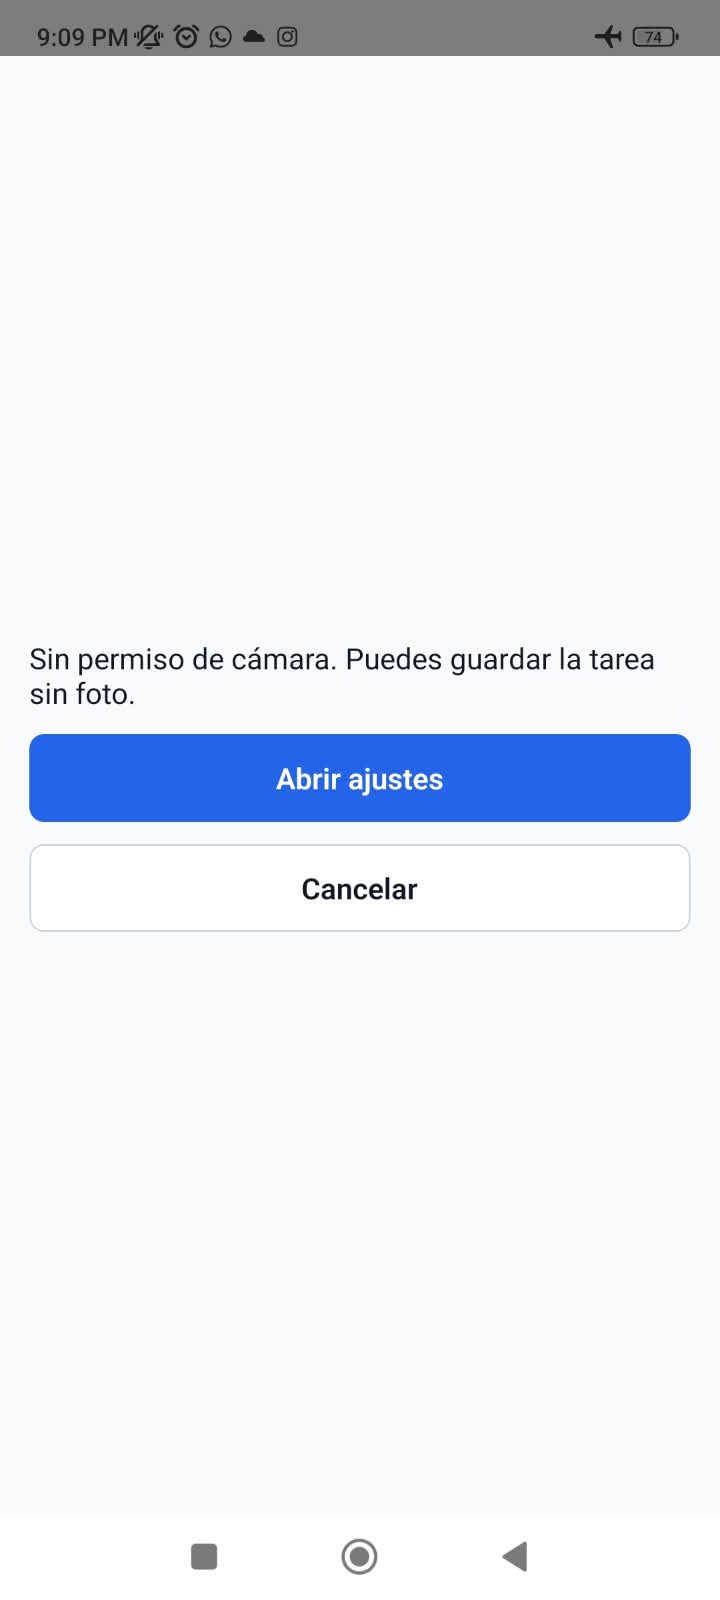 9:09 PM
74
Sin permiso de cámara. Puedes guardar la tarea
sin foto.
Abrir ajustes
Cancelar